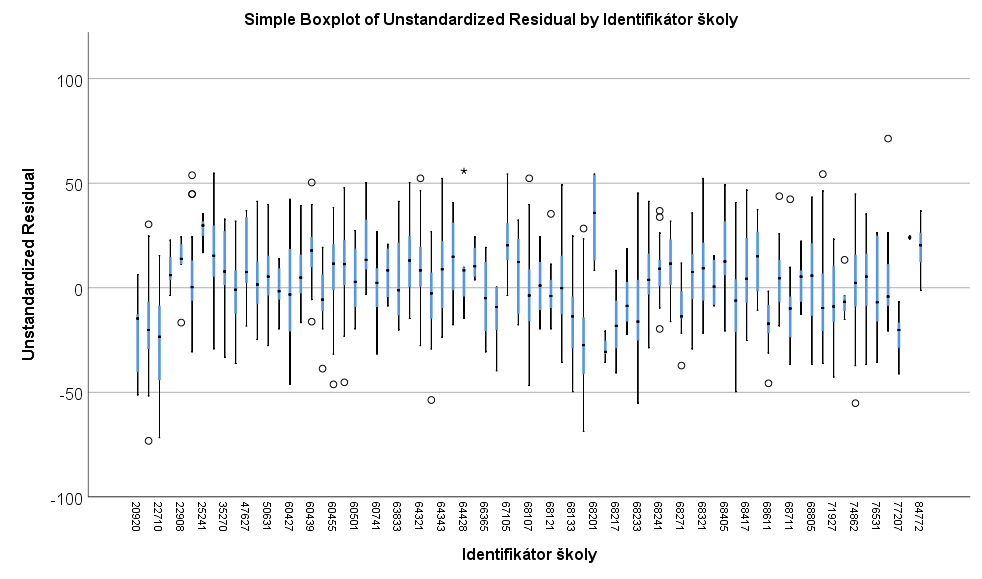 Simple Boxplot of Unstandardized Residual by Identifikátor školy
100
50
0
-50
-100
Unstandardized Residual
20920 22710 22908 25241 35270 47627 50631 60427 60439 60455 60501 60741 63833 64321 64343 64428 66365 67105 68107 68121 68133 68201 68217 68233 68241 68271 68321 68405 68417 68611 68711 68805 71927 74862 76531 77207 84772
Identifikátor školy